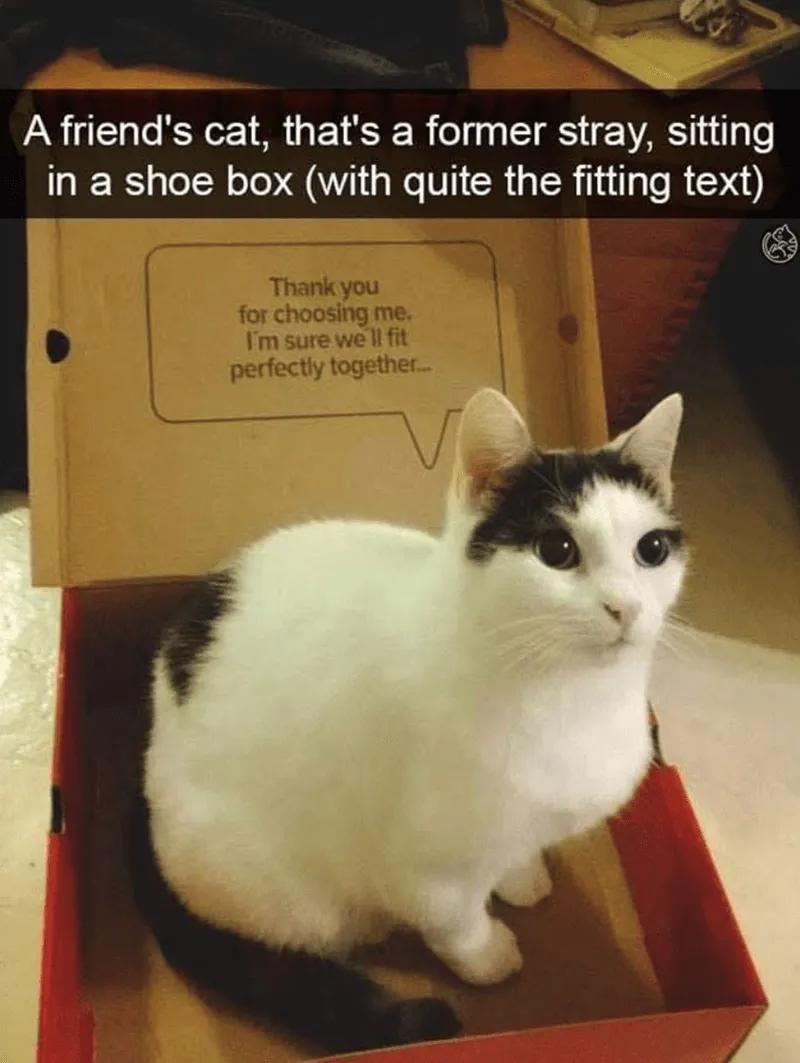 A friend's cat, that's a former stray, sitting
in a shoe box (with quite the fitting text)
Thank you
for choosing me.
I'm sure we'll fit
perfectly together...